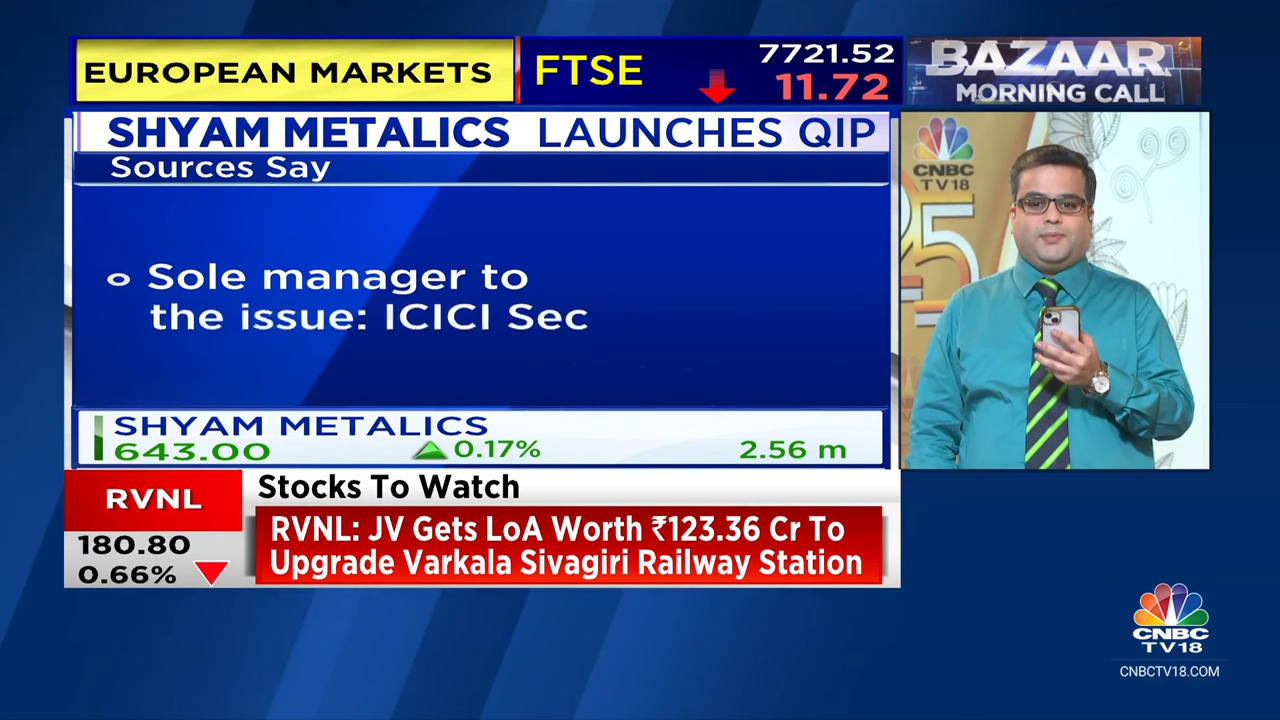 EUROPEAN MARKETS
FTSE
7721.52
11.72
BAZAAR
MORNING CALL
SHYAM METALICS LAUNCHES QIP
Sources Say
Sole manager to
the issue: ICICI Sec
SHYAM METALICS
643.00
0.17%
2.56 m
CNBC
TV18
25
RVNL
180.80
0.66%
Stocks To Watch
RVNL: JV Gets LoA Worth ₹123.36 Cr To
Upgrade Varkala Sivagiri Railway Station
CNBC
TV18
CNBCTV18.COM